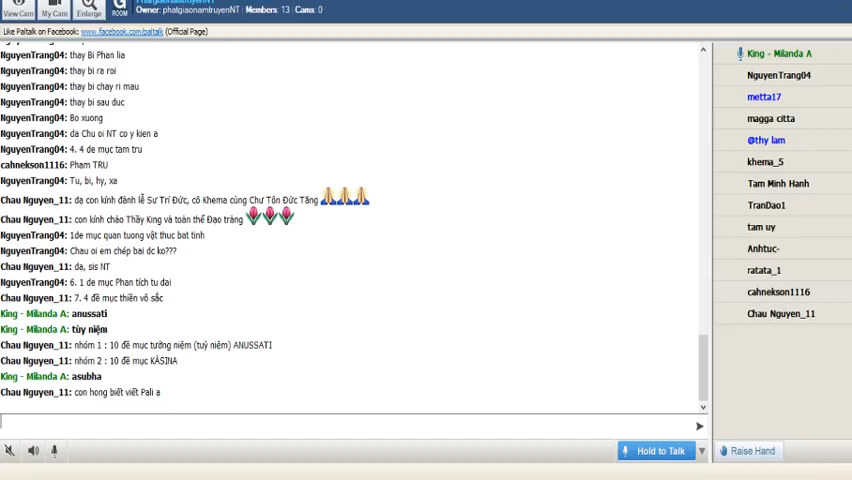 PhatgiaonamtruyenNT
View Cam My Cam Enlarge ROOM
Owner: phatgiaonamtruyenNT | Members: 13 | Cams: 0
Like Paltalk on Facebook: www.facebook.com/paltalk (Official Page)
NguyenTrang04: thay Bi Phan lia
NguyenTrang04: thay bi ra roi
NguyenTrang04: thay bi chay ri mau
NguyenTrang04: thay bi sau duc
NguyenTrang04: Bo xuong
NguyenTrang04: da Chu oi NT co y kien a
NguyenTrang04: 4. 4 de mục tam tru
cahnekson1116: Pham TRU
NguyenTrang04: Tu, bi, hy, xa
Chau Nguyen_11: dạ con kính đảnh lễ Sư Trí Đức, cô Khema cùng Chư Tôn Đức Tăng
Chau Nguyen_11: con kính chào Thầy King và toàn thể Đạo tràng
NguyenTrang04: 1de mục quan tuong vật thuc bat tinh
NguyenTrang04: Chau oi em chép bai dc ko???
Chau Nguyen_11: dạ, sis NT
NguyenTrang04: 6. 1 de mục Phan tích tu dai
Chau Nguyen_11: 7. 4 đề mục thiền vô sắc
King - Milanda A: anussati
King - Milanda A: tùy niệm
Chau Nguyen_11: nhóm 1 : 10 đề mục tưởng niệm (tuỳ niệm) ANUSSATI
Chau Nguyen_11: nhóm 2 : 10 đề mục KÀSINA
King - Milanda A: asubha
Chau Nguyen_11: con hong biết viết Pali ạ
Hold to Talk
King - Milanda A
NguyenTrang04
metta17
magga citta
@thy lam
khema_5
Tam Minh Hanh
TranDao1
tam uy
Anhtuc-
ratata_1
cahnekson1116
Chau Nguyen_11
Raise Hand